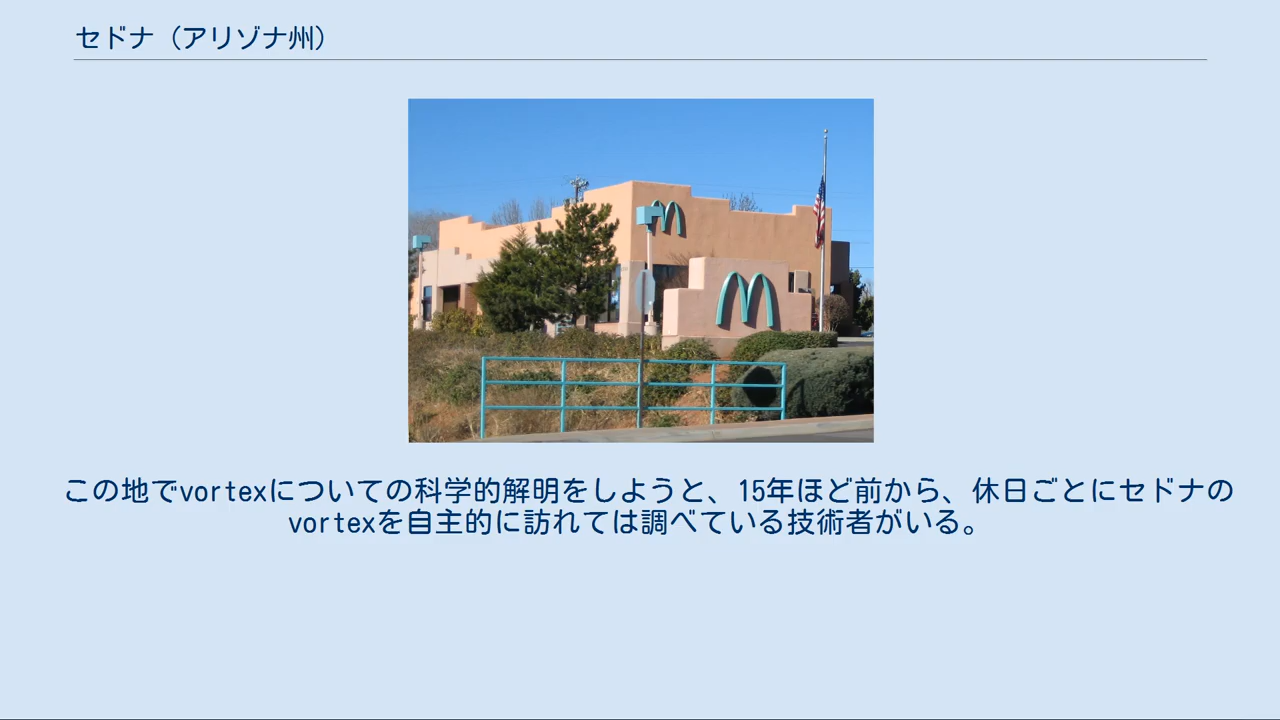 セドナ（アリゾナ州）
この地でvortexについての科学的解明をしようと、15年ほど前から、休日ごとにセドナの
vortexを自主的に訪れては調べている技術者がいる。